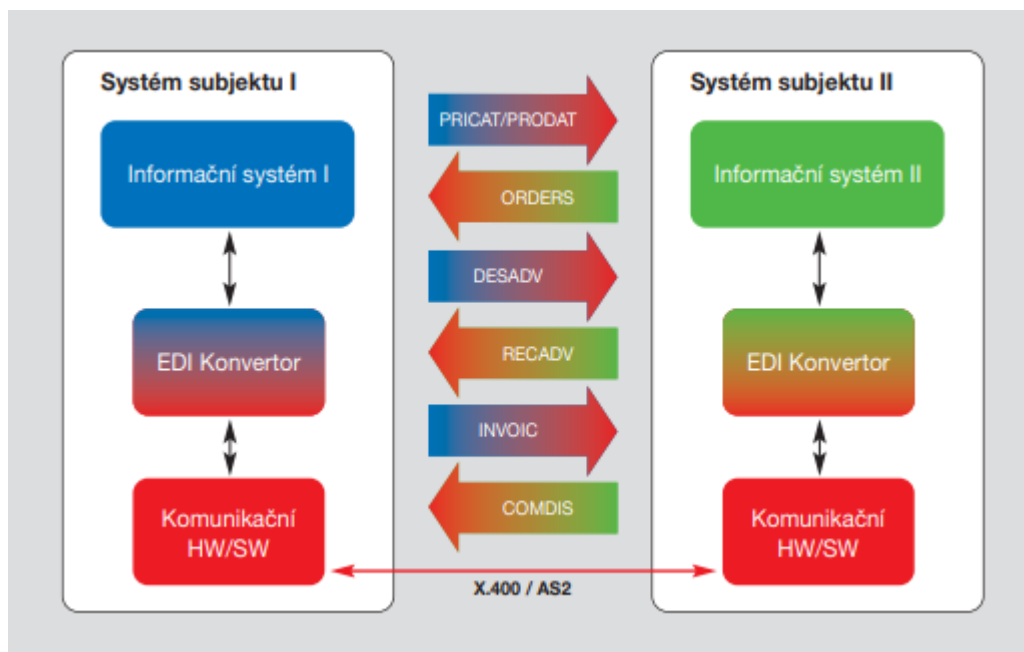 Systém subjektu I
Informační systém I
EDI Konvertor
Komunikační
HW/SW
PRICAT/PRODAT
ORDERS
DESADV
RECADV
INVOIC
COMDIS
X.400 / AS2
Systém subjektu II
Informační systém II
EDI Konvertor
Komunikační
HW/SW